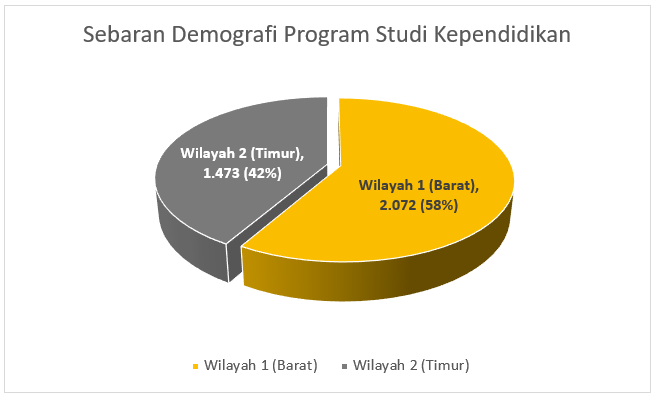 Sebaran Demografi Program Studi Kependidikan
Wilayah 2 (Timur),
1.473 (42%)
Wilayah 1 (Barat),
2.072 (58%)
Wilayah 1 (Barat) Wilayah 2 (Timur)